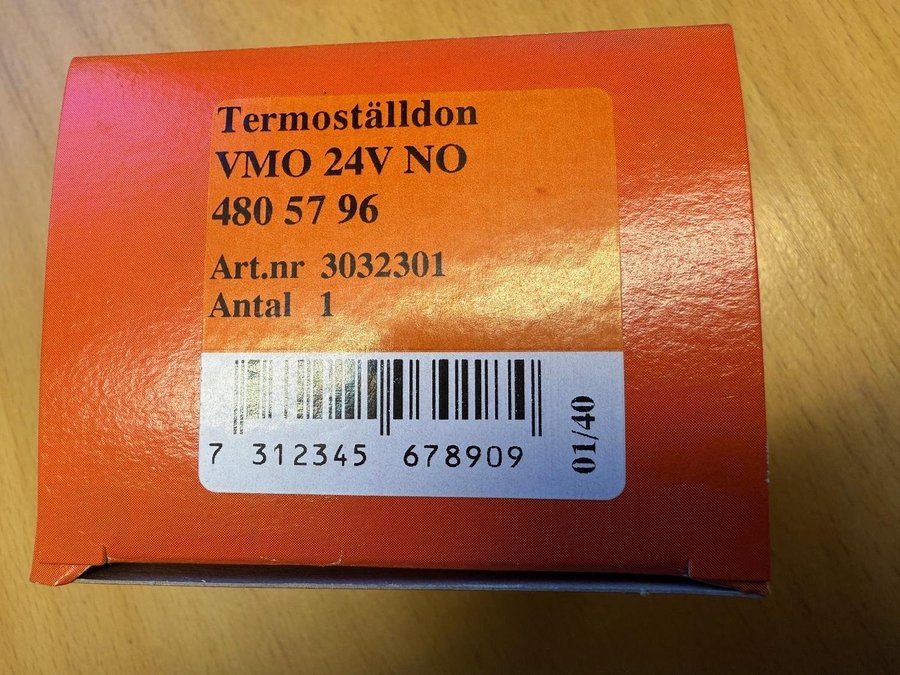 Termoställdon
VMO 24V NO
480 57 96
Art.nr 3032301
Antal 1
7 312345 678909
01/40